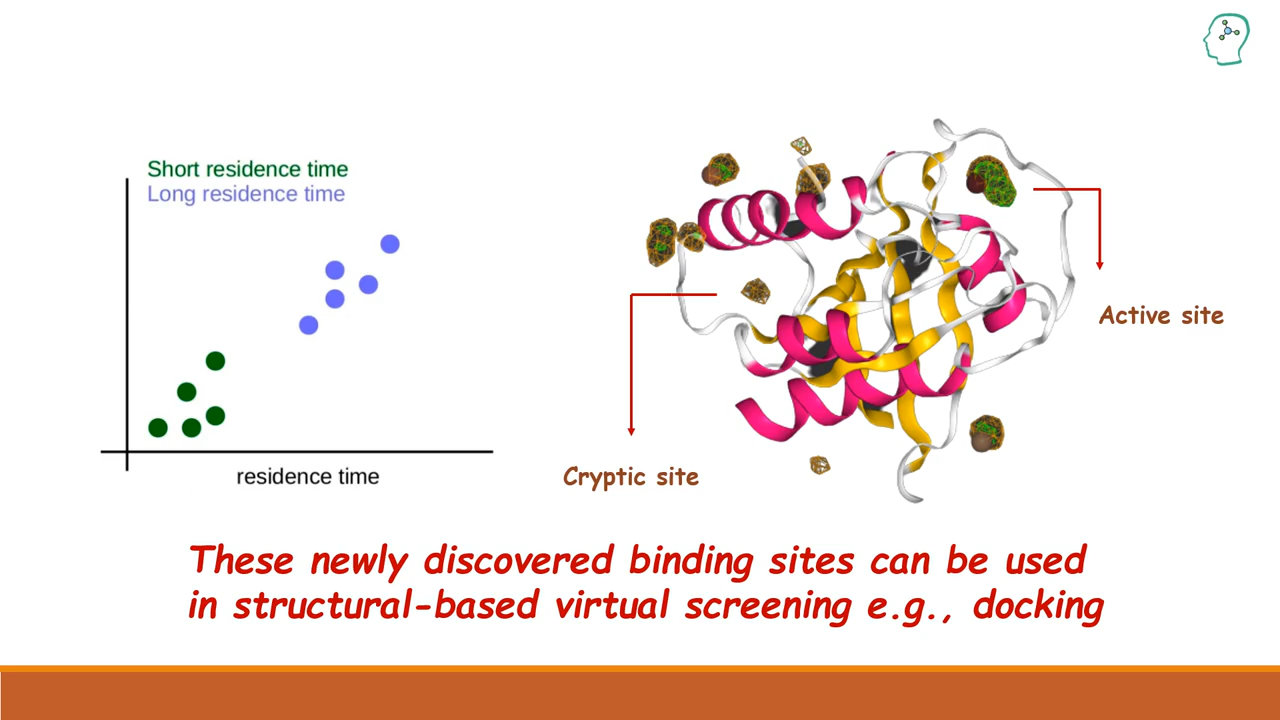 Short residence time
Long residence time
residence time
Active site
Cryptic site
These newly discovered binding sites can be used
in structural-based virtual screening e.g., docking